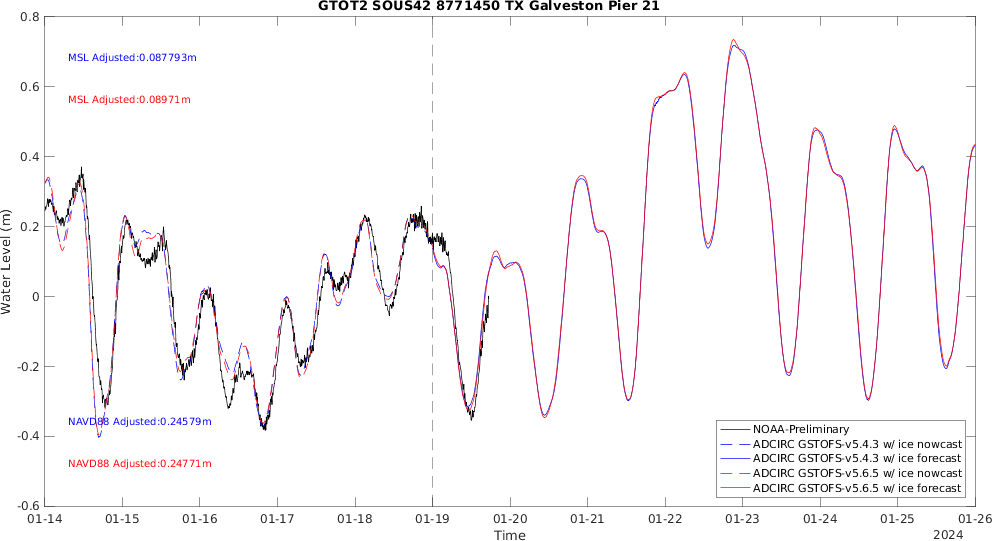 GTOT2 SOUS42 8771450 TX Galveston Pier 21
0.8
0.6
0.4
0.2
0
-0.2
-0.4
-0.6
Water Level (m)
MSL Adjusted:0.087793m
MSL Adjusted:0.08971m
NAVD88 Adjusted:0.24579m
NAVD88 Adjusted:0.24771m
NOAA-Preliminary
ADCIRC GSTOFS-v5.4.3 w/ ice nowcast
ADCIRC GSTOFS-v5.4.3 w/ ice forecast
ADCIRC GSTOFS-v5.6.5 w/ ice nowcast
ADCIRC GSTOFS-v5.6.5 w/ ice forecast
01-14 01-15 01-16 01-17 01-18 01-19 01-20 01-21 01-22 01-23 01-24 01-25 01-26
Time
2024